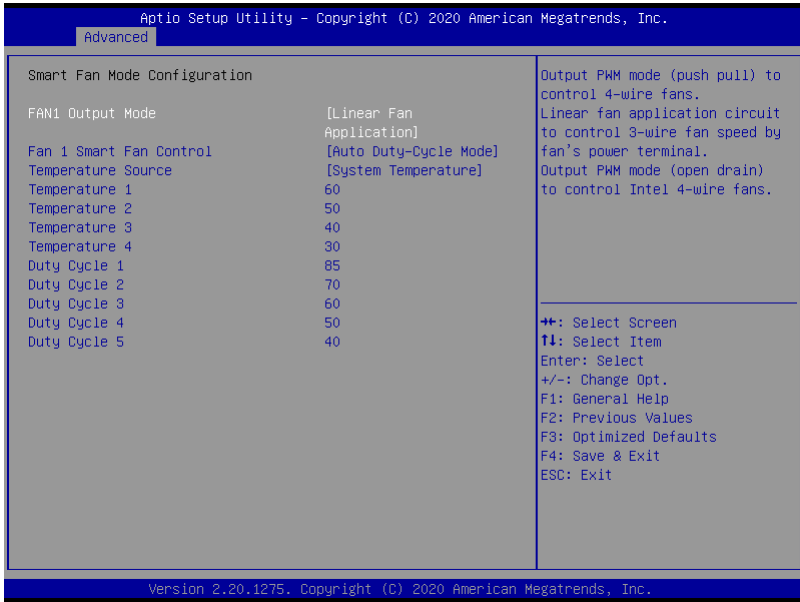 Aptio Setup Utility – Copyright (C) 2020 American Megatrends, Inc.
Advanced
Smart Fan Mode Configuration
FAN1 Output Mode [Linear Fan
Application]
Fan 1 Smart Fan Control [Auto Duty-Cycle Mode]
Temperature Source [System Temperature]
Temperature 1 60
Temperature 2 50
Temperature 3 40
Temperature 4 30
Duty Cycle 1 85
Duty Cycle 2 70
Duty Cycle 3 60
Duty Cycle 4 50
Duty Cycle 5 40
Output PWM mode (push pull) to
control 4-wire fans.
Linear fan application circuit
to control 3-wire fan speed by
fan's power terminal.
Output PWM mode (open drain)
to control Intel 4-wire fans.
→←: Select Screen
↑↓: Select Item
Enter: Select
+/-: Change Opt.
F1: General Help
F2: Previous Values
F3: Optimized Defaults
F4: Save & Exit
ESC: Exit
Version 2.20.1275. Copyright (C) 2020 American Megatrends, Inc.